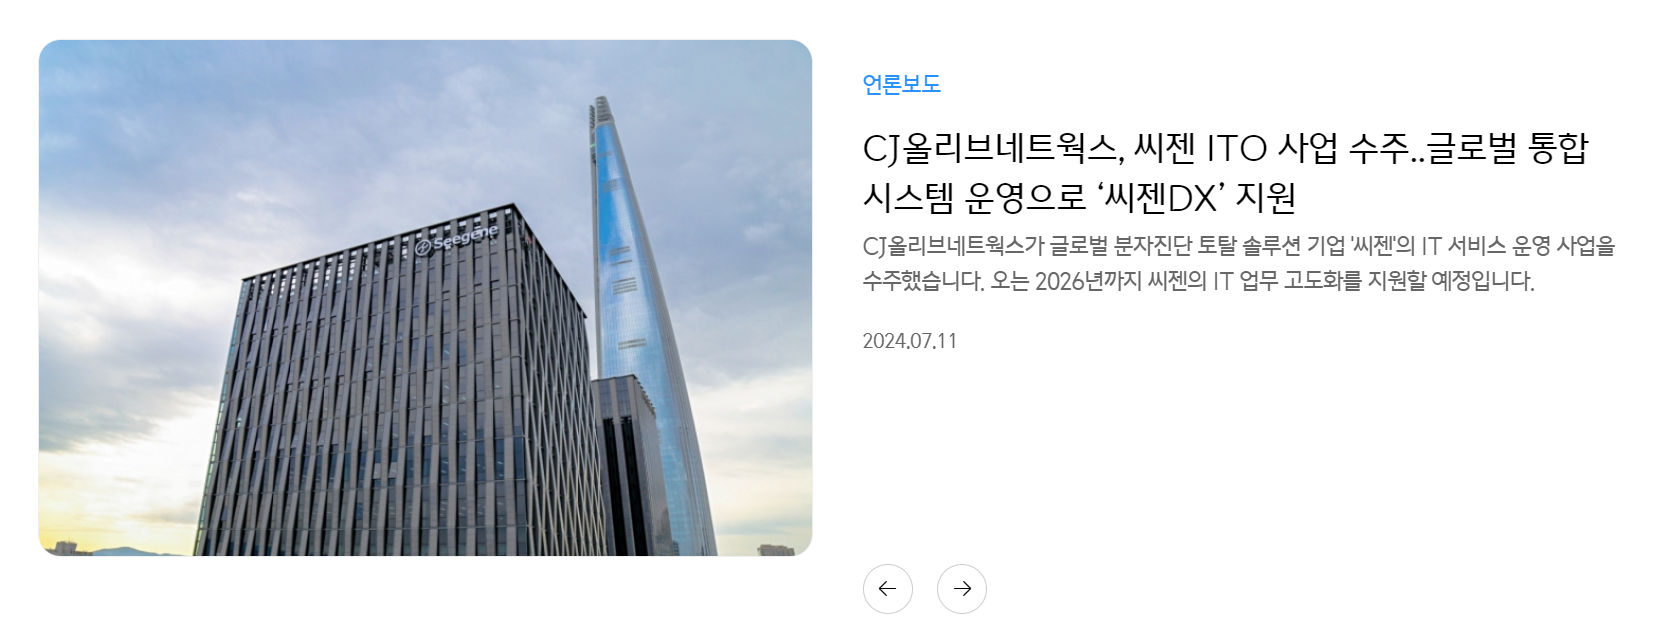 Seegene
언론보도
CJ올리브네트웍스, 씨젠 ITO 사업 수주..글로벌 통합
시스템 운영으로 ‘씨젠DX’ 지원
CJ올리브네트웍스가 글로벌 분자진단 토탈 솔루션 기업 '씨젠'의 IT 서비스 운영 사업을
수주했습니다. 오는 2026년까지 씨젠의 IT 업무 고도화를 지원할 예정입니다.
2024.07.11